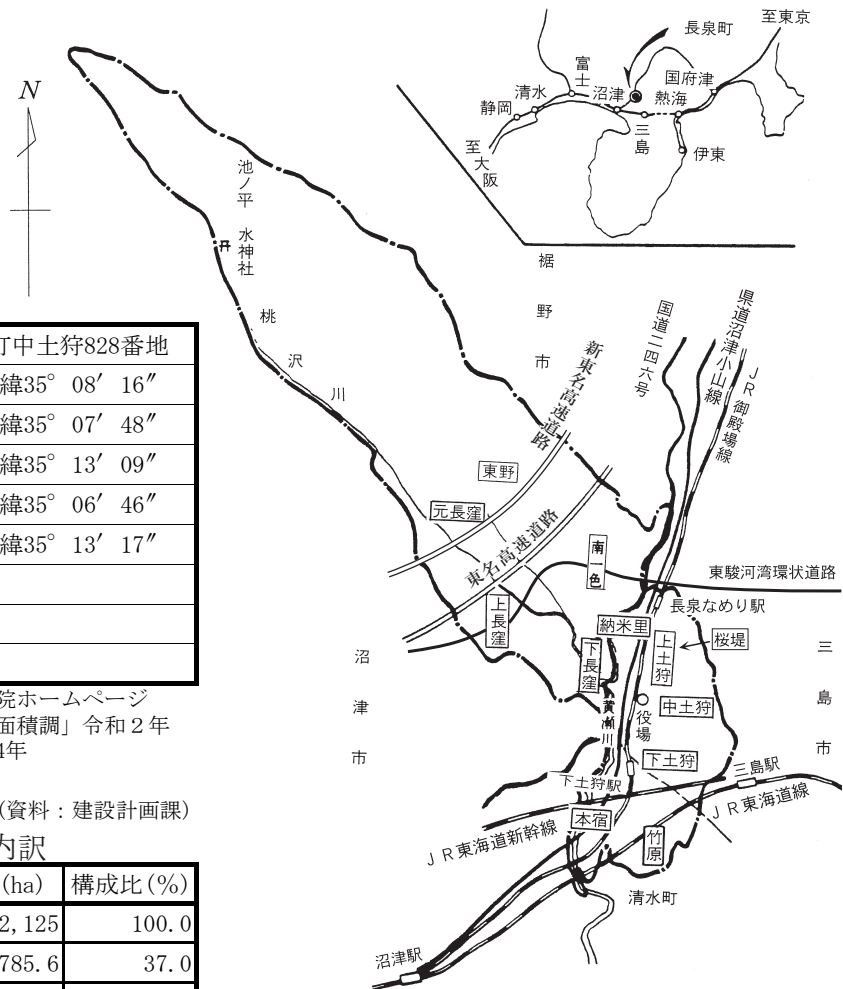 至東京
長泉町
富士
国府津
沼津
清水
熱海
静岡
三島
至大阪
伊東
N
池ノ平
水神社
桃沢川
裾野市
国道二四六号
県道沼津小山線
JR御殿場線
新東名高速道路
東野
元長窪
東名高速道路
南一色
東駿河湾環状道路
長泉なめり駅
上長窪
納米里
上土狩
桜堤
下長窪
沼津市
三島市
中土狩
役場
黄瀬川
下土狩
三島駅
下土狩駅
JR東海道線
本宿
JR東海道新幹線
竹原
清水町
沼津駅
町中土狩828番地
緯35° 08′ 16″
緯35° 07′ 48″
緯35° 13′ 09″
緯35° 06′ 46″
緯35° 13′ 17″
院ホームページ
面積調」令和2年
4年
(資料：建設計画課)
内訳
(ha) 構成比(%)
2,125 100.0
785.6 37.0